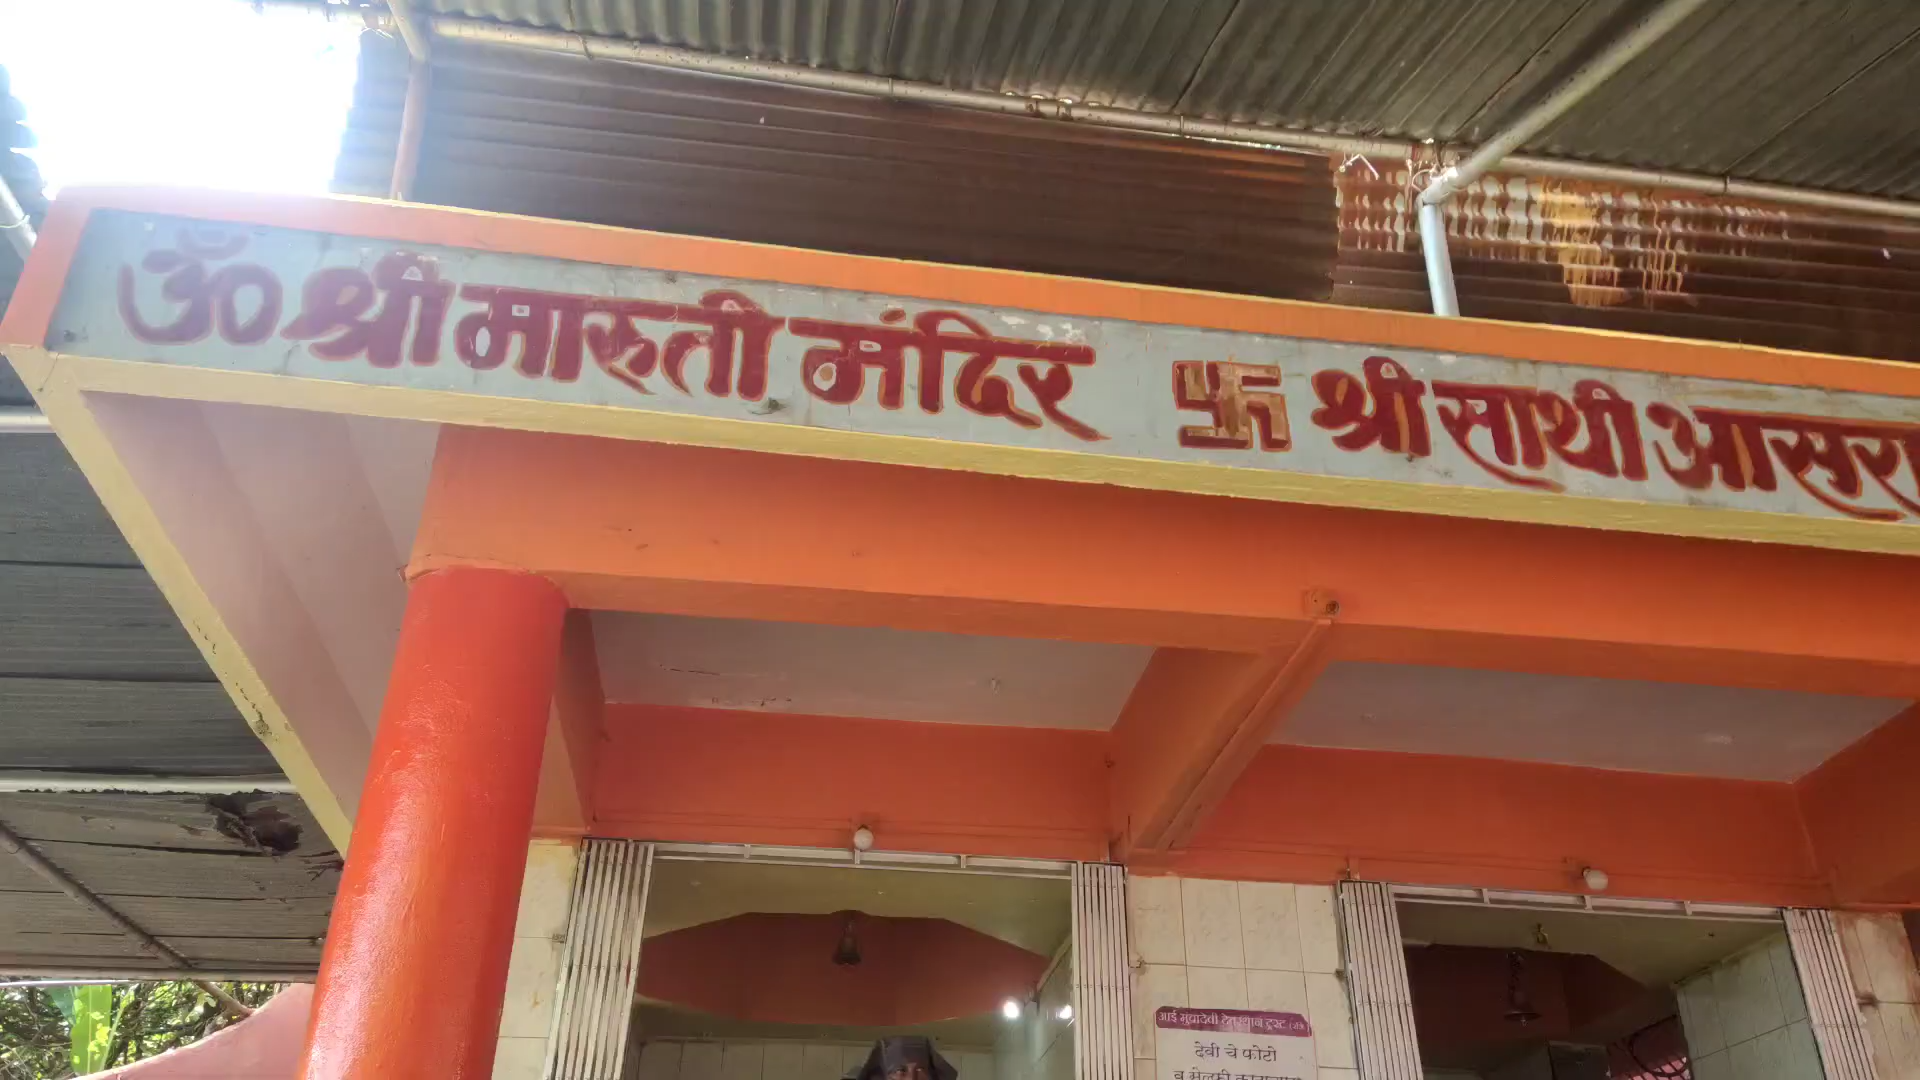 ॐ श्री मारुती मंदिर 卐 श्री साथी आसरा
आई मुंबादेवी देवस्थान ट्रस्ट
देवी चे फोटो
व सेल्फी